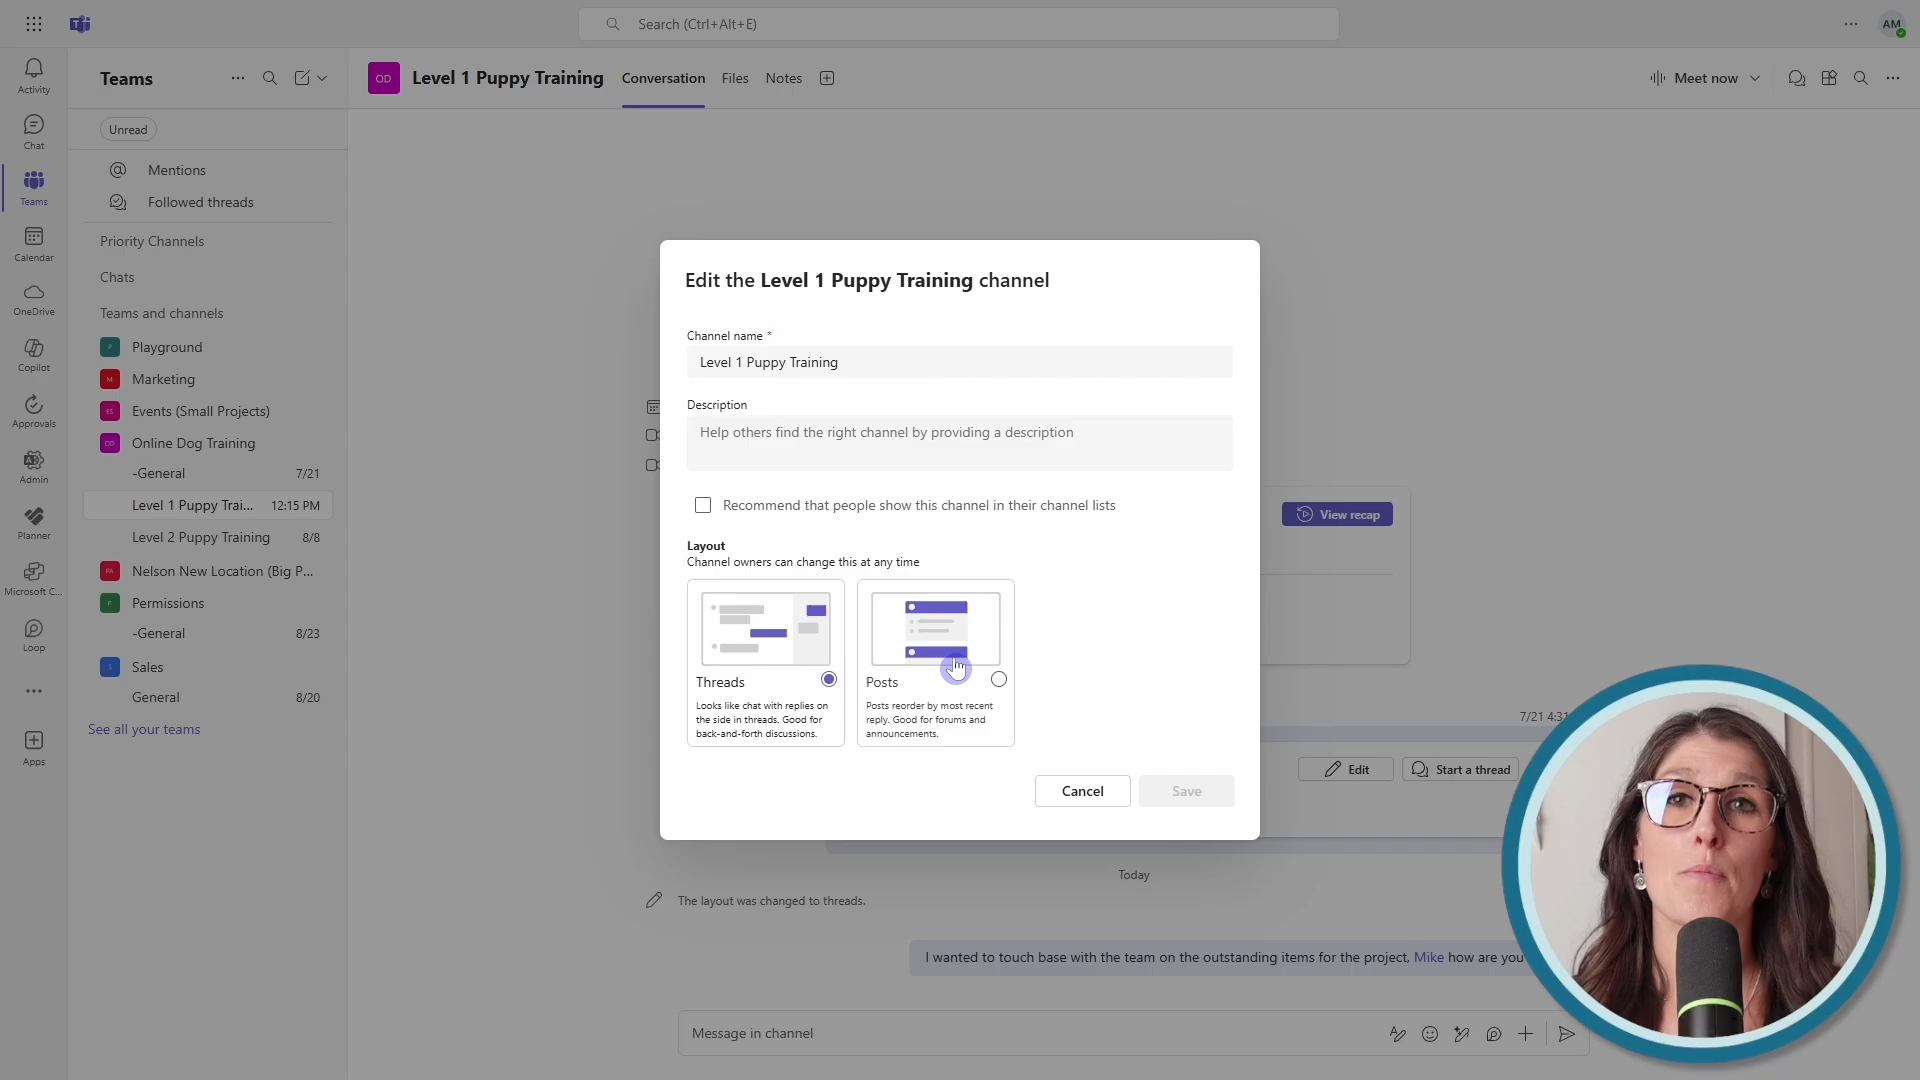 Search (Ctrl+Alt+E)
AM
Activity
Chat
Teams
Calendar
OneDrive
Copilot
Approvals
Admin
Planner
Microsoft C...
Loop
Apps
Teams
Unread
Mentions
Followed threads
Priority Channels
Chats
Teams and channels
P Playground
M Marketing
ES Events (Small Projects)
OD Online Dog Training
-General 7/21
Level 1 Puppy Trai... 12:15 PM
Level 2 Puppy Training 8/8
PA Nelson New Location (Big P...
P Permissions
-General 8/23
S Sales
General 8/20
See all your teams
OD Level 1 Puppy Training Conversation Files Notes
Meet now
Edit the Level 1 Puppy Training channel
Channel name *
Level 1 Puppy Training
Description
Help others find the right channel by providing a description
Recommend that people show this channel in their channel lists
Layout
Channel owners can change this at any time
Threads
Looks like chat with replies on
the side in threads. Good for
back-and-forth discussions.
Posts
Posts reorder by most recent
reply. Good for forums and
announcements.
Cancel Save
View recap
7/21 4:31
Edit Start a thread
Today
The layout was changed to threads.
I wanted to touch base with the team on the outstanding items for the project, Mike how are you
Message in channel